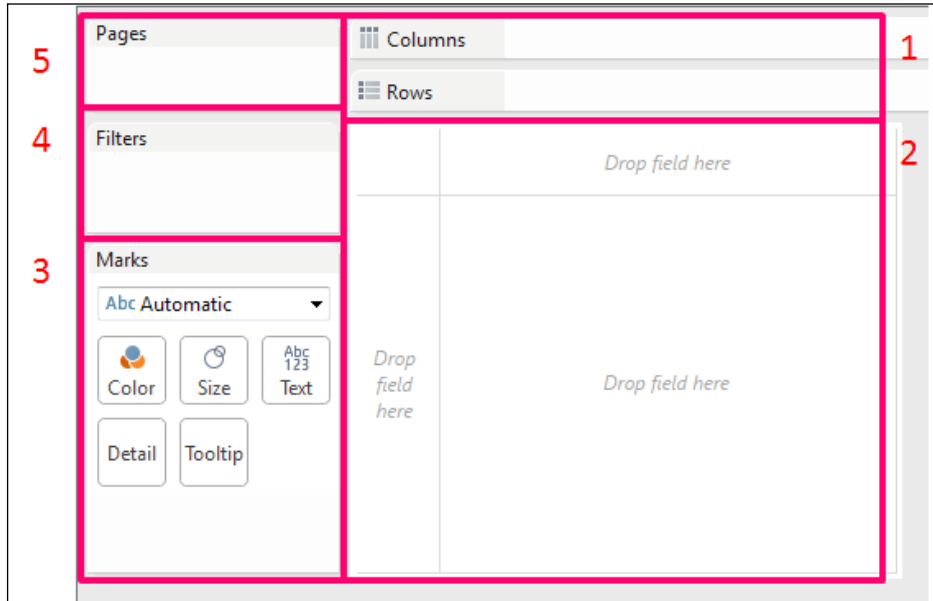 Pages
Columns
1
5
Rows
4
Filters
Drop field here
2
3
Marks
Abc Automatic
Abc
123
Color
Size
Text
Drop
field
here
Drop field here
Detail
Tooltip